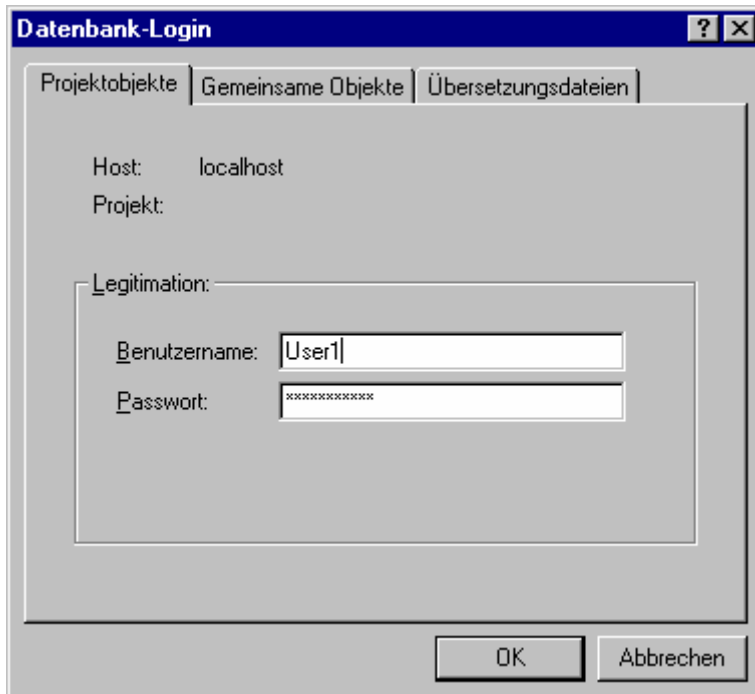 Datenbank-Login
Projektobjekte Gemeinsame Objekte Übersetzungsdateien
Host: localhost
Projekt:
Legitimation:
Benutzername: User1
Passwort: ***********
OK Abbrechen